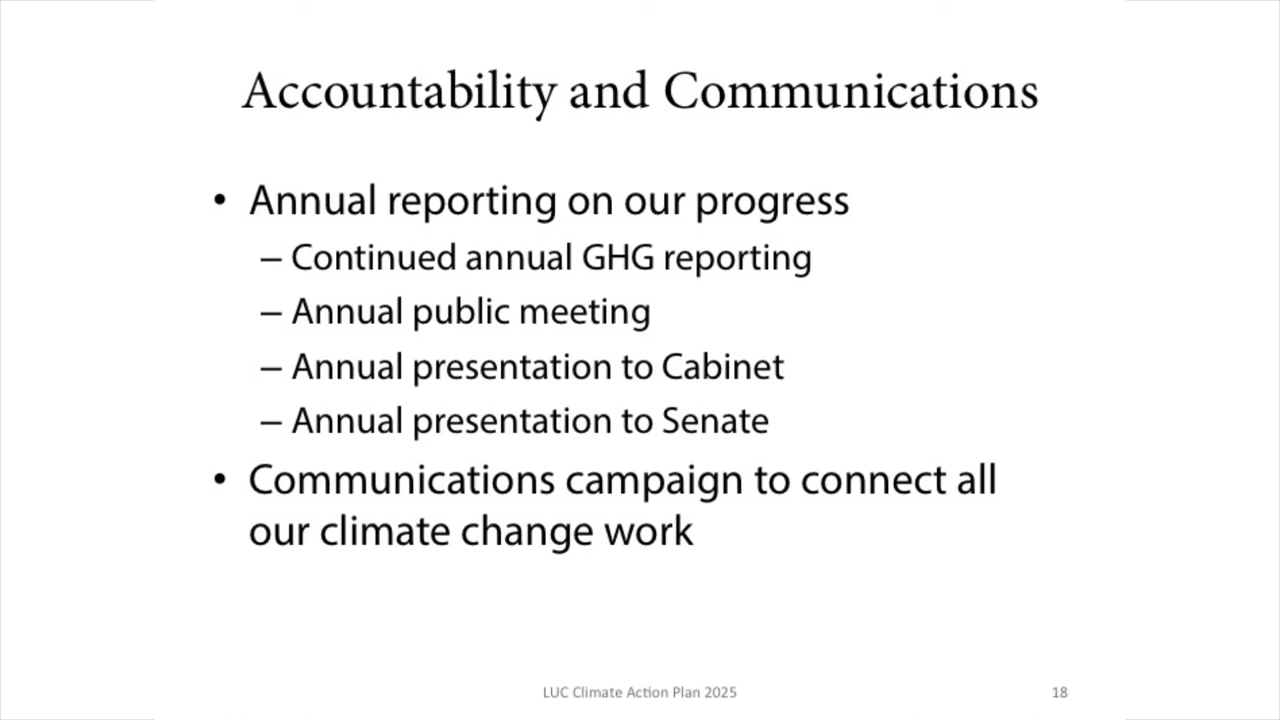 Accountability and Communications
• Annual reporting on our progress
– Continued annual GHG reporting
– Annual public meeting
– Annual presentation to Cabinet
– Annual presentation to Senate
• Communications campaign to connect all
our climate change work
LUC Climate Action Plan 2025
18